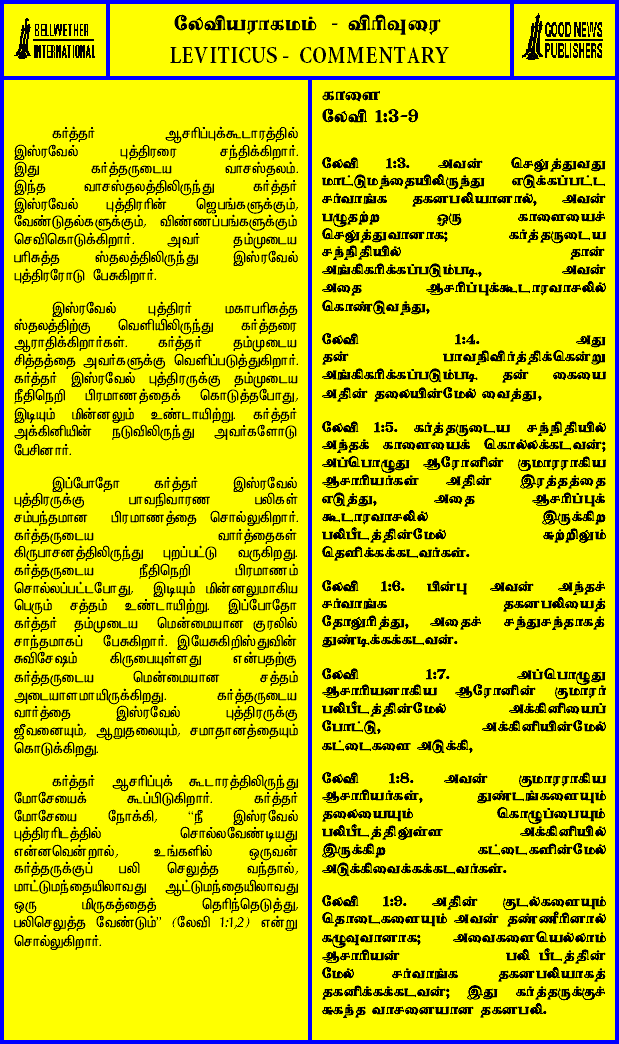 BELLWETHER
INTERNATIONAL
லேவியராகமம் - விரிவுரை
LEVITICUS - COMMENTARY
GOOD NEWS
PUBLISHERS
கர்த்தர் ஆசரிப்புக்கூடாரத்தில்
இஸ்ரவேல் புத்திரரை சந்திக்கிறார்.
இது கர்த்தருடைய வாசஸ்தலம்.
இந்த வாசஸ்தலத்திலிருந்து கர்த்தர்
இஸ்ரவேல் புத்திரரின் ஜெபங்களுக்கும்,
வேண்டுதல்களுக்கும், விண்ணப்பங்களுக்கும்
செவிகொடுக்கிறார். அவர் தம்முடைய
பரிசுத்த ஸ்தலத்திலிருந்து இஸ்ரவேல்
புத்திரரோடு பேசுகிறார்.
இஸ்ரவேல் புத்திரர் மகாபரிசுத்த
ஸ்தலத்திற்கு வெளியிலிருந்து கர்த்தரை
ஆராதிக்கிறார்கள். கர்த்தர் தம்முடைய
சித்தத்தை அவர்களுக்கு வெளிப்படுத்துகிறார்.
கர்த்தர் இஸ்ரவேல் புத்திரருக்கு தம்முடைய
நீதிநெறி பிரமாணத்தைக் கொடுத்தபோது,
இடியும் மின்னலும் உண்டாயிற்று. கர்த்தர்
அக்கினியின் நடுவிலிருந்து அவர்களோடு
பேசினார்.
இப்போதோ கர்த்தர் இஸ்ரவேல்
புத்திரருக்கு பாவநிவாரண பலிகள்
சம்பந்தமான பிரமாணத்தை சொல்லுகிறார்.
கர்த்தருடைய வார்த்தைகள்
கிருபாசனத்திலிருந்து புறப்பட்டு வருகிறது.
கர்த்தருடைய நீதிநெறி பிரமாணம்
சொல்லப்பட்டபோது, இடியும் மின்னலுமாகிய
பெரும் சத்தம் உண்டாயிற்று. இப்போதோ
கர்த்தர் தம்முடைய மென்மையான குரலில்
சாந்தமாகப் பேசுகிறார். இயேசுகிறிஸ்துவின்
சுவிசேஷம் கிருபையுள்ளது என்பதற்கு
கர்த்தருடைய மென்மையான சத்தம்
அடையாளமாயிருக்கிறது. கர்த்தருடைய
வார்த்தை இஸ்ரவேல் புத்திரருக்கு
ஜீவனையும், ஆறுதலையும், சமாதானத்தையும்
கொடுக்கிறது.
கர்த்தர் ஆசரிப்புக் கூடாரத்திலிருந்து
மோசேயைக் கூப்பிடுகிறார். கர்த்தர்
மோசேயை நோக்கி, “நீ இஸ்ரவேல்
புத்திரரிடத்தில் சொல்லவேண்டியது
என்னவென்றால், உங்களில் ஒருவன்
கர்த்தருக்குப் பலி செலுத்த வந்தால்,
மாட்டுமந்தையிலாவது ஆட்டுமந்தையிலாவது
ஒரு மிருகத்தைத் தெரிந்தெடுத்து,
பலிசெலுத்த வேண்டும்” (லேவி 1:1,2) என்று
சொல்லுகிறார்.
காளை
லேவி 1:3-9
லேவி 1:3. அவன் செலுத்துவது
மாட்டுமந்தையிலிருந்து எடுக்கப்பட்ட
சர்வாங்க தகனபலியானால், அவன்
பழுதற்ற ஒரு காளையைச்
செலுத்துவானாக; கர்த்தருடைய
சந்நிதியில் தான்
அங்கிகரிக்கப்படும்படி, அவன்
அதை ஆசரிப்புக்கூடாரவாசலில்
கொண்டுவந்து,
லேவி 1:4. அது
தன் பாவநிவிர்த்திக்கென்று
அங்கிகரிக்கப்படும்படி தன் கையை
அதின் தலையின்மேல் வைத்து,
லேவி 1:5. கர்த்தருடைய சந்நிதியில்
அந்தக் காளையைக் கொல்லக்கடவன்;
அப்பொழுது ஆரோனின் குமாரராகிய
ஆசாரியர்கள் அதின் இரத்தத்தை
எடுத்து, அதை ஆசரிப்புக்
கூடாரவாசலில் இருக்கிற
பலிபீடத்தின்மேல் சுற்றிலும்
தெளிக்கக்கடவர்கள்.
லேவி 1:6. பின்பு அவன் அந்தச்
சர்வாங்க தகனபலியைத்
தோலுரித்து, அதைச் சந்துசந்தாகத்
துண்டிக்கக்கடவன்.
லேவி 1:7. அப்பொழுது
ஆசாரியனாகிய ஆரோனின் குமாரர்
பலிபீடத்தின்மேல் அக்கினியைப்
போட்டு, அக்கினியின்மேல்
கட்டைகளை அடுக்கி,
லேவி 1:8. அவன் குமாரராகிய
ஆசாரியர்கள், துண்டங்களையும்
தலையையும் கொழுப்பையும்
பலிபீடத்திலுள்ள அக்கினியில்
இருக்கிற கட்டைகளின்மேல்
அடுக்கிவைக்கக்கடவர்கள்.
லேவி 1:9. அதின் குடல்களையும்
தொடைகளையும் அவன் தண்ணீரினால்
கழுவுவானாக; அவைகளையெல்லாம்
ஆசாரியன் பலி பீடத்தின்
மேல் சர்வாங்க தகனபலியாகத்
தகனிக்கக்கடவன்; இது கர்த்தருக்குச்
சுகந்த வாசனையான தகனபலி.